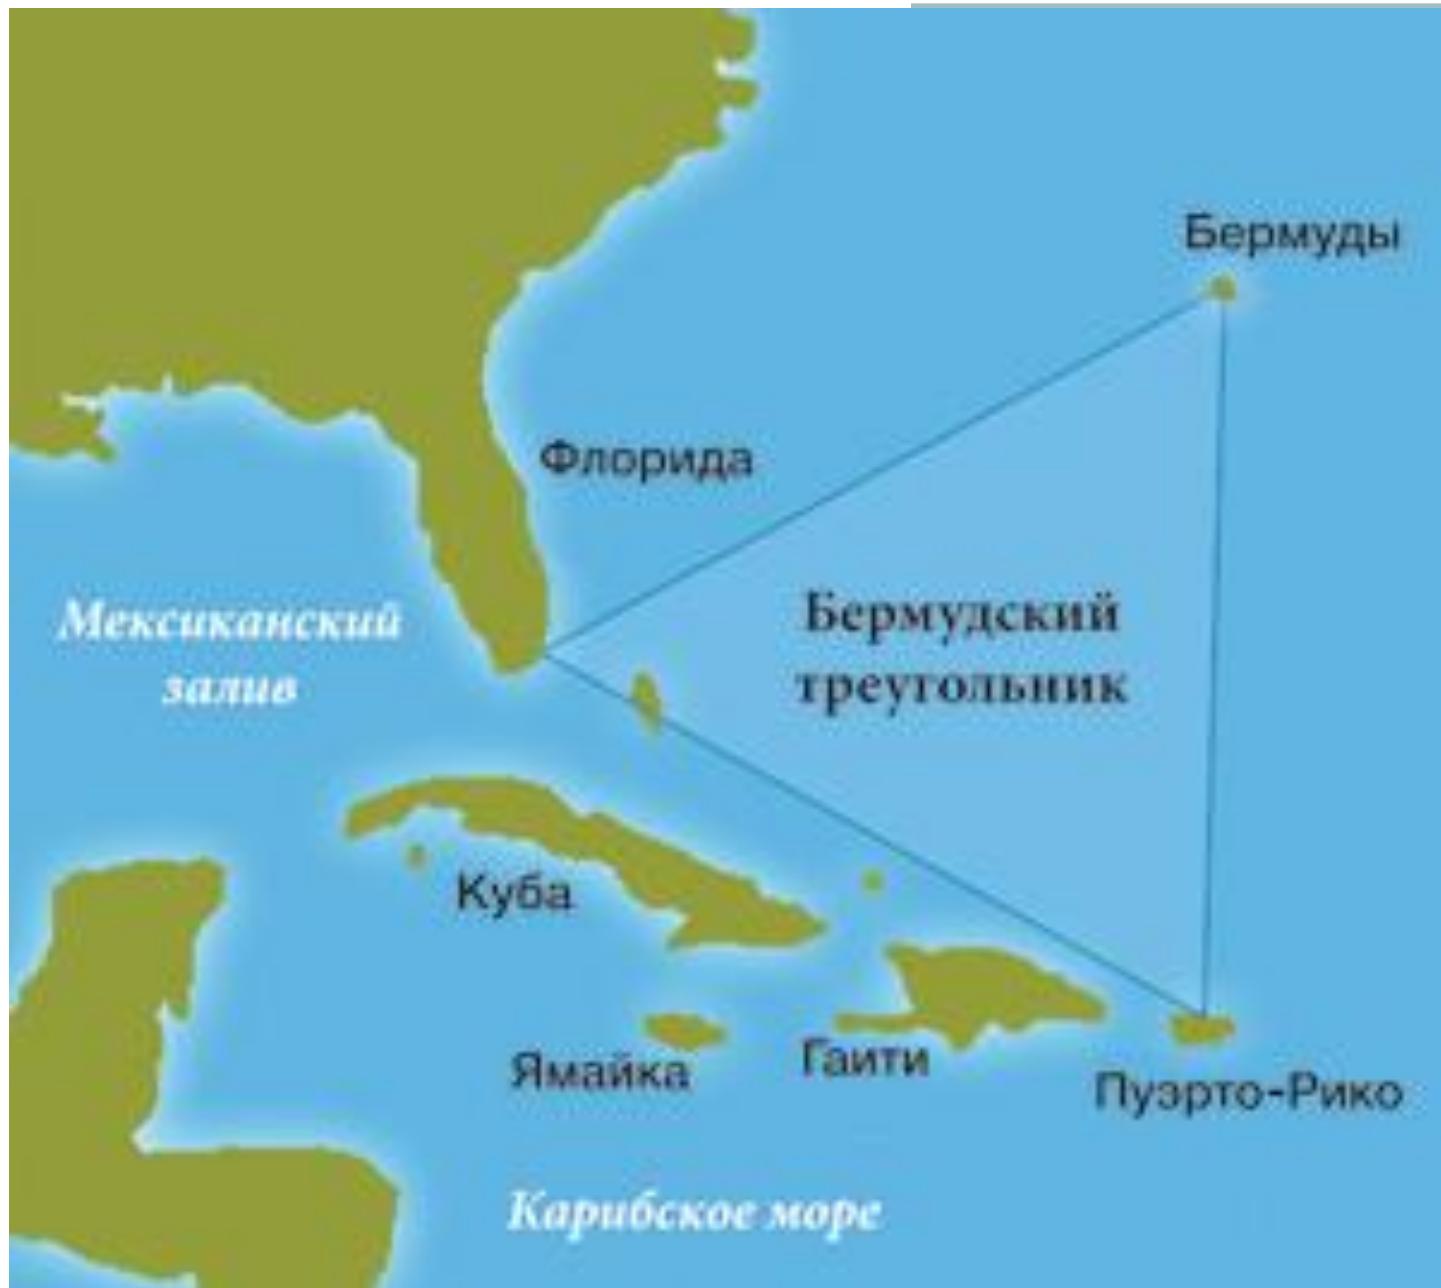 Бермуды
Флорида
Мексиканский
залив
Бермудский
треугольник
Куба
Ямайка
Гаити
Пуэрто-Рико
Карибское море